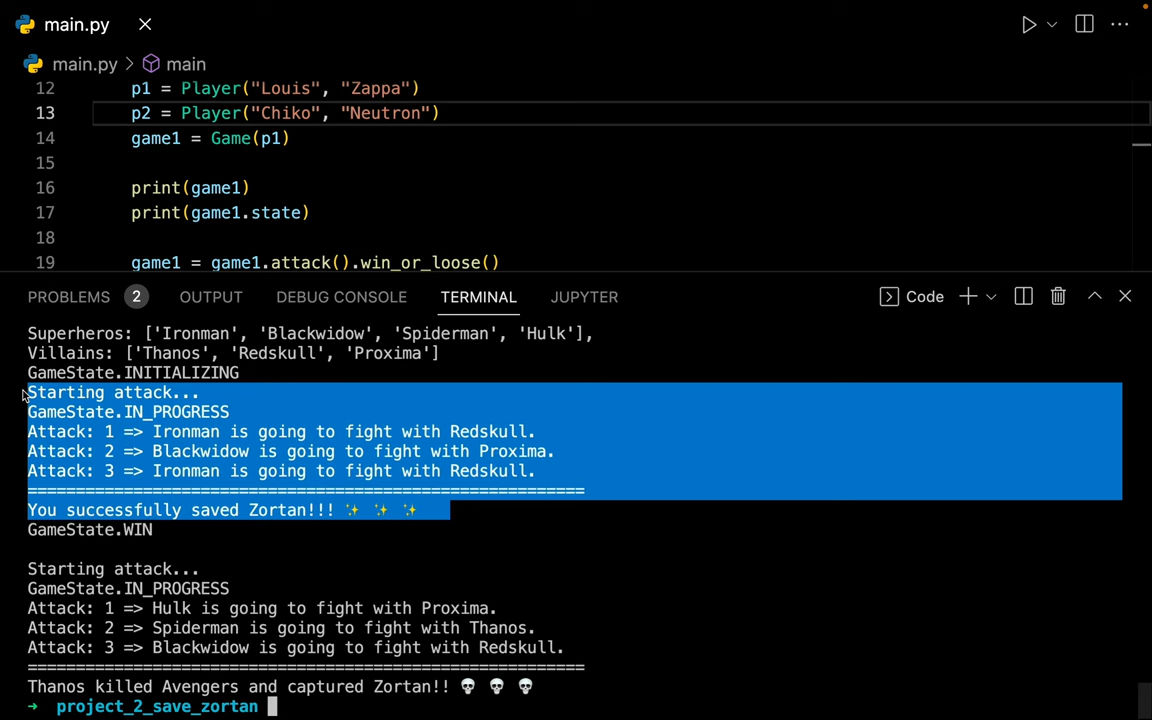 main.py
main.py > main
12 p1 = Player("Louis", "Zappa")
13 p2 = Player("Chiko", "Neutron")
14 game1 = Game(p1)
15
16 print(game1)
17 print(game1.state)
18
19 game1 = game1.attack().win_or_loose()
PROBLEMS 2 OUTPUT DEBUG CONSOLE TERMINAL JUPYTER Code
Superheros: ['Ironman', 'Blackwidow', 'Spiderman', 'Hulk'],
Villains: ['Thanos', 'Redskull', 'Proxima']
GameState.INITIALIZING
Starting attack...
GameState.IN_PROGRESS
Attack: 1 => Ironman is going to fight with Redskull.
Attack: 2 => Blackwidow is going to fight with Proxima.
Attack: 3 => Ironman is going to fight with Redskull.
==========================================================
You successfully saved Zortan!!! ✨ ✨ ✨
GameState.WIN
Starting attack...
GameState.IN_PROGRESS
Attack: 1 => Hulk is going to fight with Proxima.
Attack: 2 => Spiderman is going to fight with Thanos.
Attack: 3 => Blackwidow is going to fight with Redskull.
==========================================================
Thanos killed Avengers and captured Zortan!! 💀 💀 💀
→ project_2_save_zortan